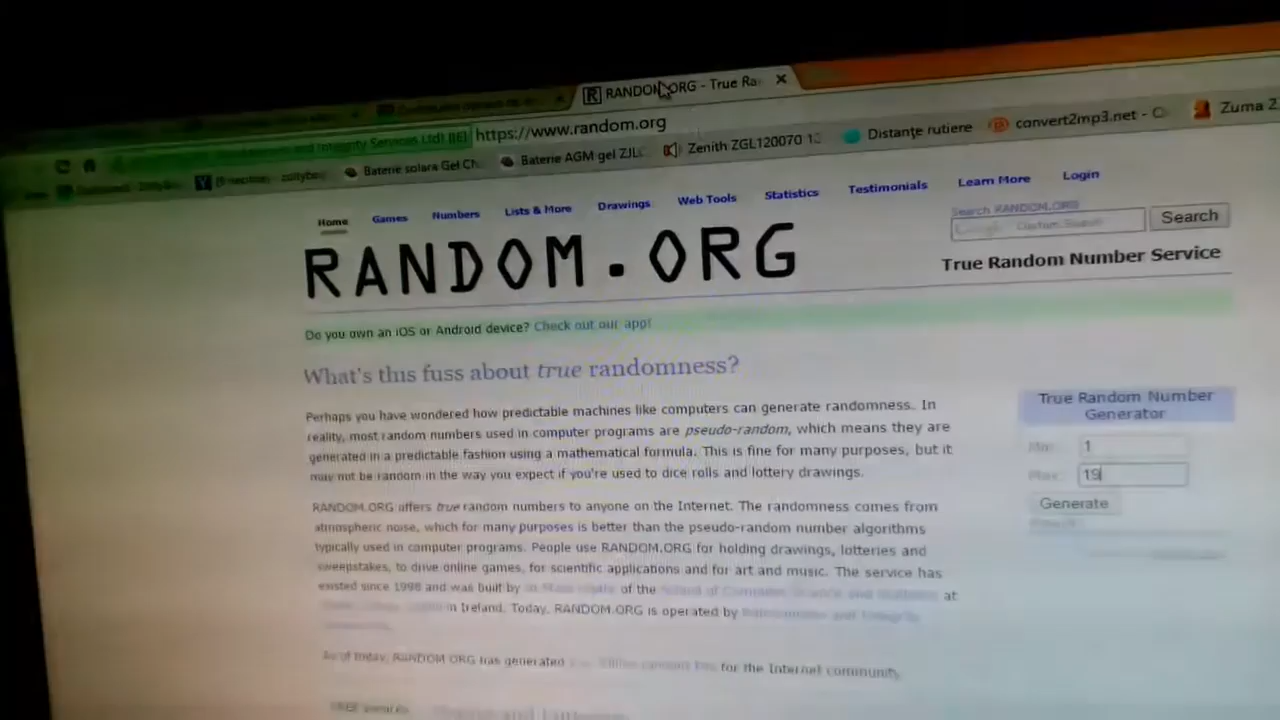 RANDOM.ORG - True Ra
https://www.random.org
Baterie solara Gel Ch
Baterie AGM gel ZJL
Zenith ZGL120070 12
Distanțe rutiere
convert2mp3.net - C
Zuma 2
Home Games Numbers Lists & More Drawings Web Tools Statistics Testimonials Learn More Login
Search RANDOM.ORG
Custom Search
Search
RANDOM.ORG
True Random Number Service
Do you own an iOS or Android device? Check out our app!
What's this fuss about true randomness?
Perhaps you have wondered how predictable machines like computers can generate randomness. In
reality, most random numbers used in computer programs are pseudo-random, which means they are
generated in a predictable fashion using a mathematical formula. This is fine for many purposes, but it
may not be random in the way you expect if you're used to dice rolls and lottery drawings.
RANDOM.ORG offers true random numbers to anyone on the Internet. The randomness comes from
atmospheric noise, which for many purposes is better than the pseudo-random number algorithms
typically used in computer programs. People use RANDOM.ORG for holding drawings, lotteries and
sweepstakes, to drive online games, for scientific applications and for art and music. The service has
existed since 1998 and was built by of the at
in Ireland. Today, RANDOM.ORG is operated by
As of today, RANDOM.ORG has generated for the Internet community.
True Random Number
Generator
Min: 1
Max: 19
Generate